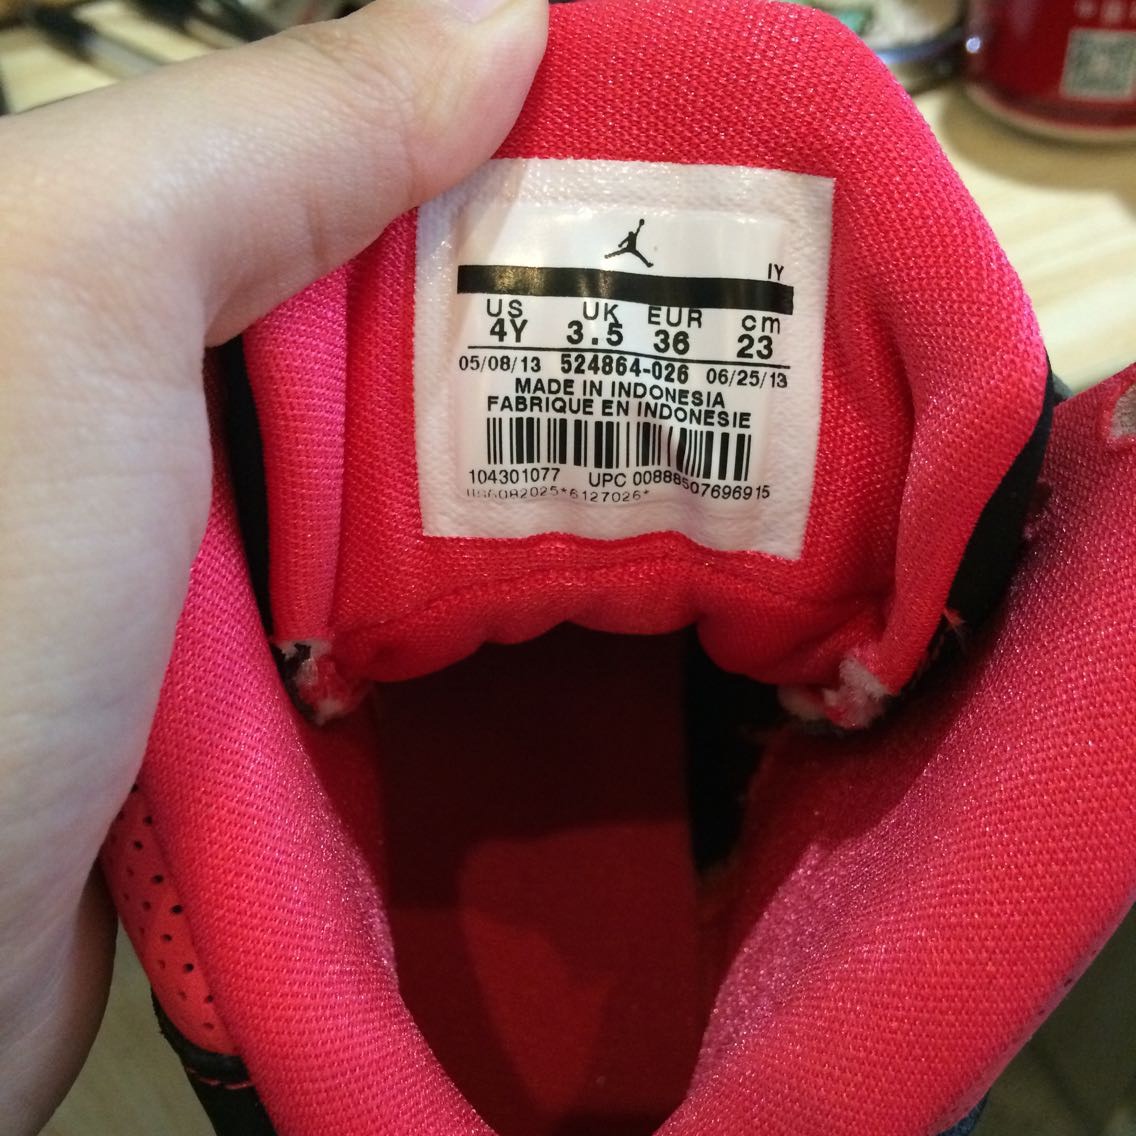 IY
US UK EUR cm
4Y 3.5 36 23
05/08/13 524864-026 06/25/13
MADE IN INDONESIA
FABRIQUE EN INDONESIE
104301077 UPC 00888507696915